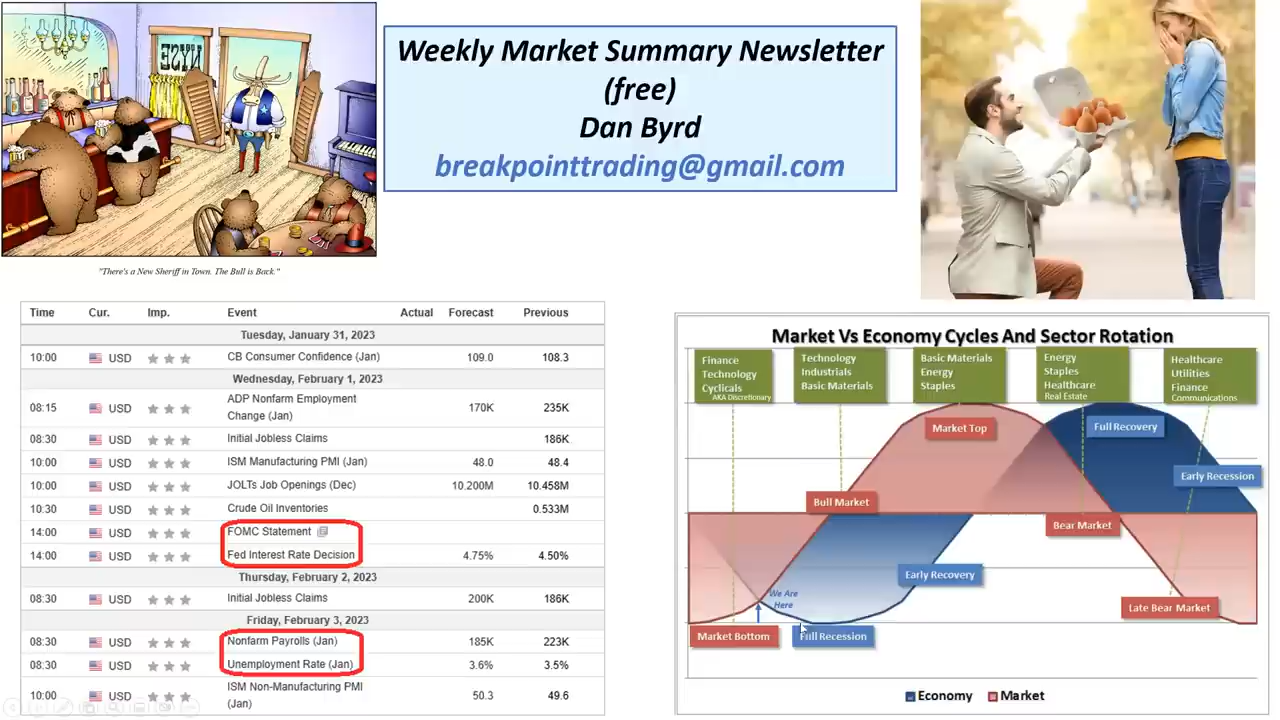 ИYSE
Weekly Market Summary Newsletter
(free)
Dan Byrd
breakpointtrading@gmail.com
"There's a New Sheriff in Town. The Bull is Back."
Time Cur. Imp. Event Actual Forecast Previous
Tuesday, January 31, 2023
10:00 USD CB Consumer Confidence (Jan) 109.0 108.3
Wednesday, February 1, 2023
08:15 USD ADP Nonfarm Employment
Change (Jan) 170K 235K
08:30 USD Initial Jobless Claims 186K
10:00 USD ISM Manufacturing PMI (Jan) 48.0 48.4
10:00 USD JOLTs Job Openings (Dec) 10.200M 10.458M
10:30 USD Crude Oil Inventories 0.533M
14:00 USD FOMC Statement
14:00 USD Fed Interest Rate Decision 4.75% 4.50%
Thursday, February 2, 2023
08:30 USD Initial Jobless Claims 200K 186K
Friday, February 3, 2023
08:30 USD Nonfarm Payrolls (Jan) 185K 223K
08:30 USD Unemployment Rate (Jan) 3.6% 3.5%
10:00 USD ISM Non-Manufacturing PMI
(Jan) 50.3 49.6
Market Vs Economy Cycles And Sector Rotation
Finance
Technology
Cyclicals
AKA Discretionary
Technology
Industrials
Basic Materials
Basic Materials
Energy
Staples
Energy
Staples
Healthcare
Real Estate
Healthcare
Utilities
Finance
Communications
Market Top
Full Recovery
Early Recession
Bull Market
Bear Market
Early Recovery
We Are
Here
Late Bear Market
Market Bottom
Full Recession
Economy Market